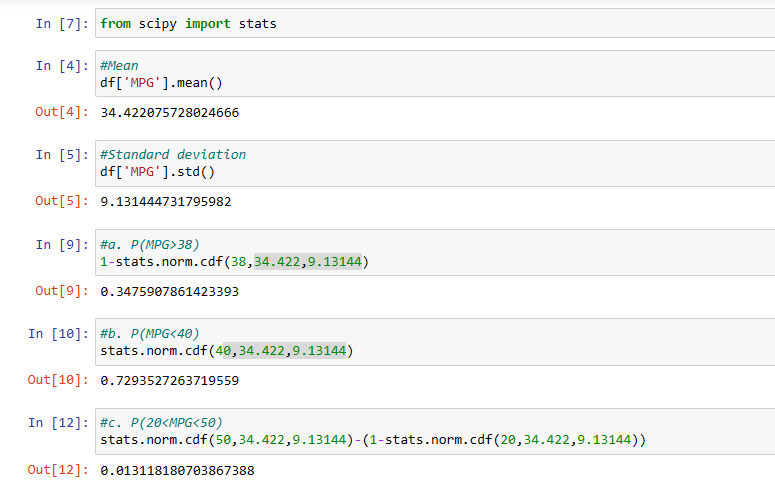 In [7]: from scipy import stats
In [4]: #Mean
df['MPG'].mean()
Out[4]: 34.422075728024666
In [5]: #Standard deviation
df['MPG'].std()
Out[5]: 9.131444731795982
In [9]: #a. P(MPG>38)
1-stats.norm.cdf(38,34.422,9.13144)
Out[9]: 0.3475907861423393
In [10]: #b. P(MPG<40)
stats.norm.cdf(40,34.422,9.13144)
Out[10]: 0.7293527263719559
In [12]: #c. P(20<MPG<50)
stats.norm.cdf(50,34.422,9.13144)-(1-stats.norm.cdf(20,34.422,9.13144))
Out[12]: 0.013118180703867388